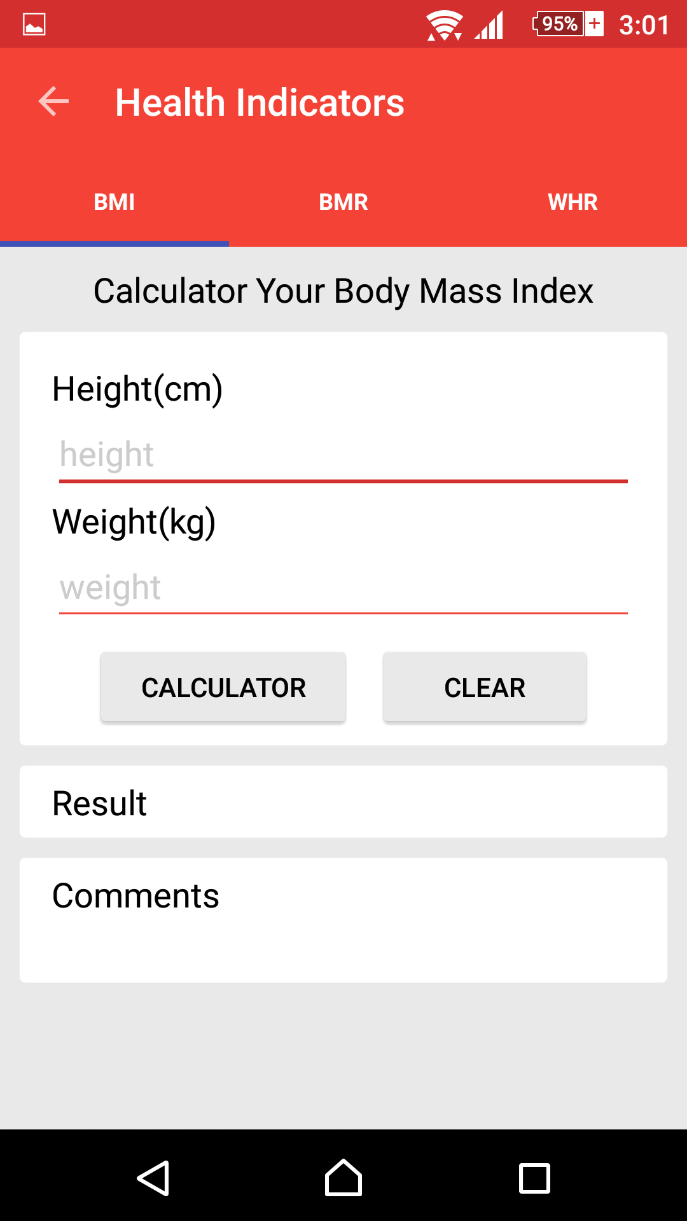 95% 3:01
Health Indicators
BMI BMR WHR
Calculator Your Body Mass Index
Height(cm)
height
Weight(kg)
weight
CALCULATOR CLEAR
Result
Comments